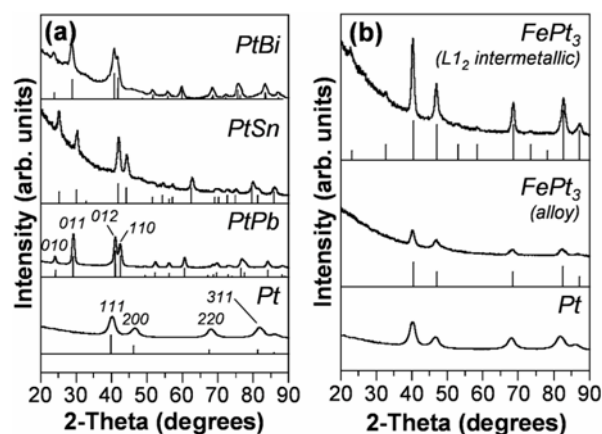 (a)
PtBi
PtSn
PtPb
010
011
012
110
Pt
111
200
220
311
Intensity (arb. units)
20 30 40 50 60 70 80 90
2-Theta (degrees)
(b)
FePt3
(L12 intermetallic)
FePt3
(alloy)
Pt
Intensity (arb. units)
20 30 40 50 60 70 80 90
2-Theta (degrees)